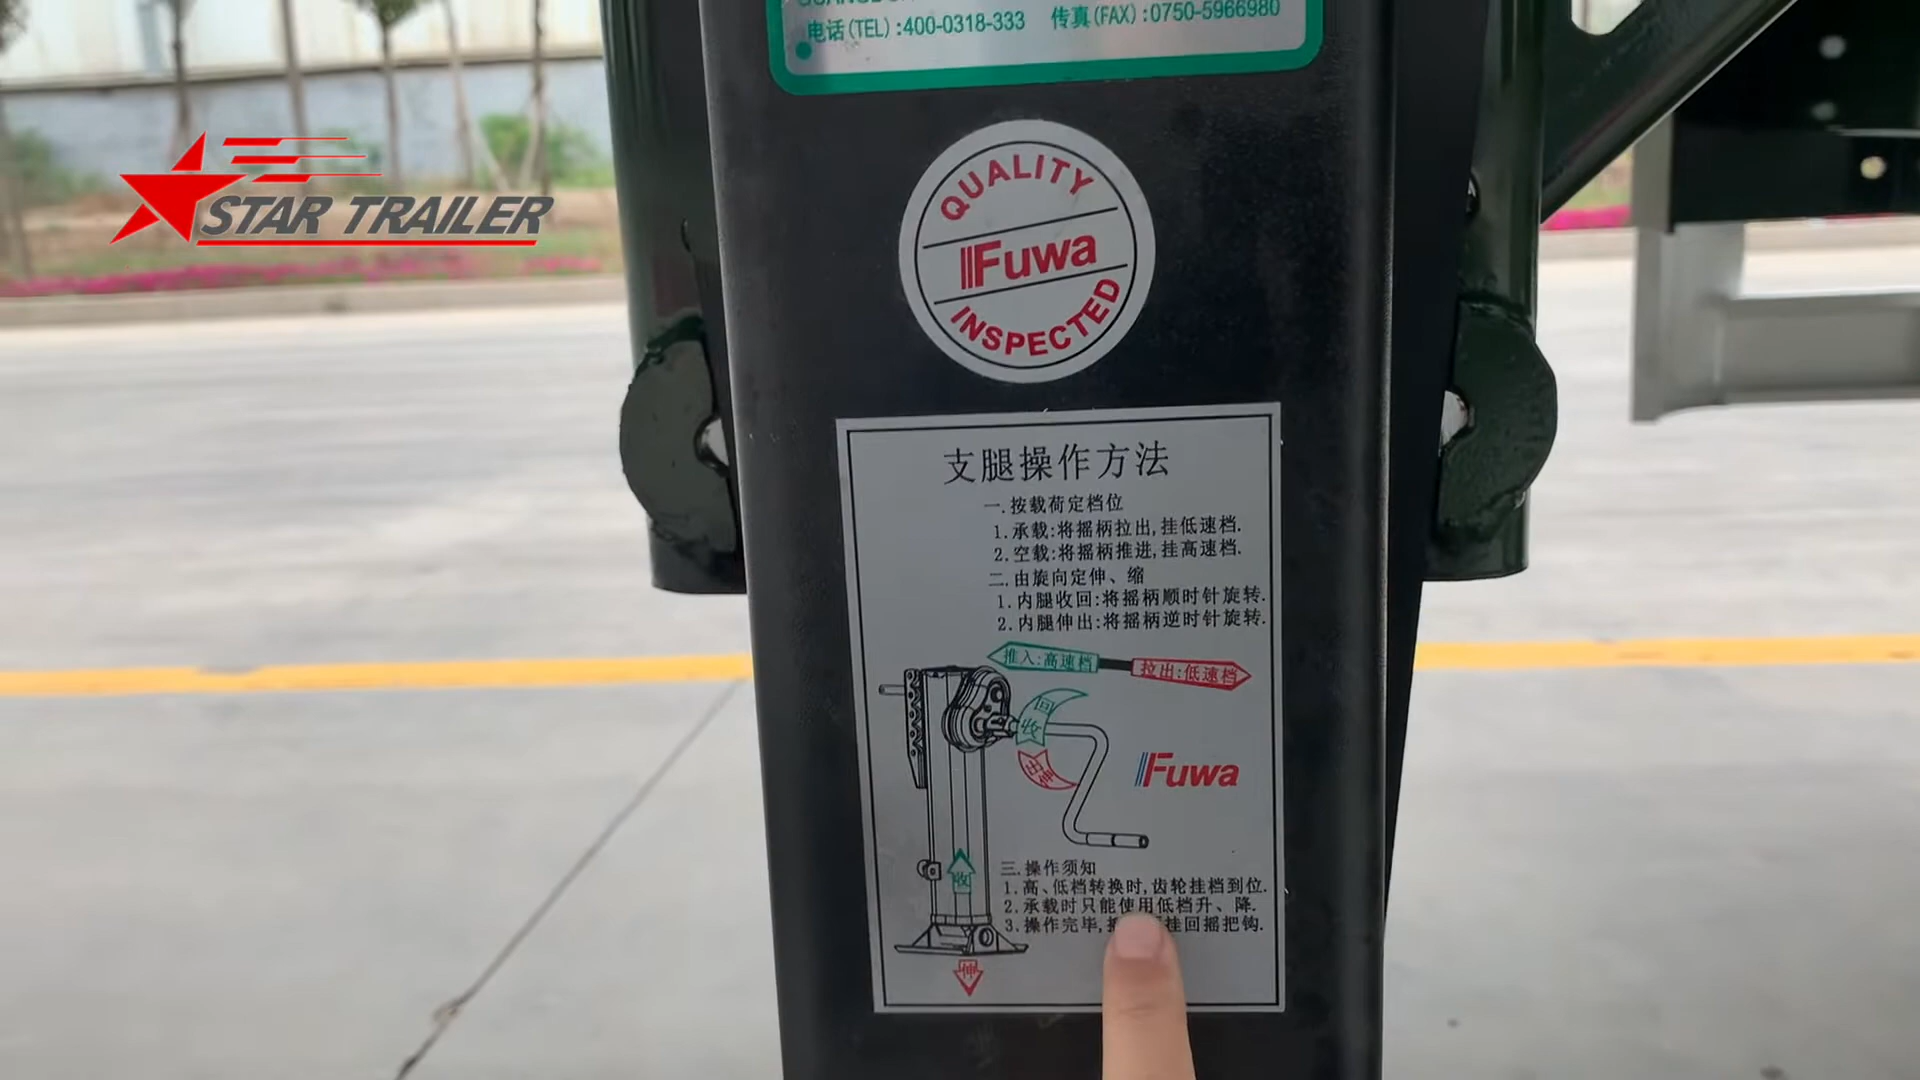 电话(TEL):400-0318-333 传真(FAX):0750-5966980
STAR TRAILER
QUALITY
Fuwa
INSPECTED
支腿操作方法
一.按载荷定档位
1.承载:将摇柄拉出,挂低速档.
2.空载:将摇柄推进,挂高速档.
二.由旋向定伸、缩
1.内腿收回:将摇柄顺时针旋转.
2.内腿伸出:将摇柄逆时针旋转.
推入:高速档 拉出:低速档
收回
伸出
Fuwa
收
伸
三.操作须知
1.高、低档转换时,齿轮挂档到位.
2.承载时只能使用低档升、降.
3.操作完毕,挂回摇把钩.